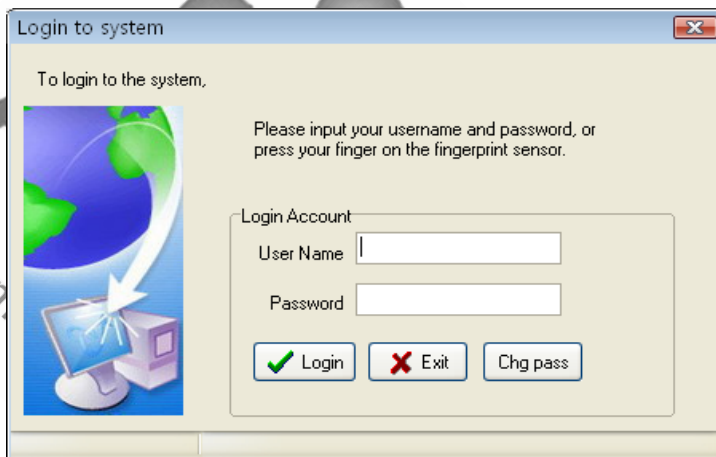 Login to system
To login to the system,
Please input your username and password, or
press your finger on the fingerprint sensor.
Login Account
User Name
Password
Login
Exit
Chg pass